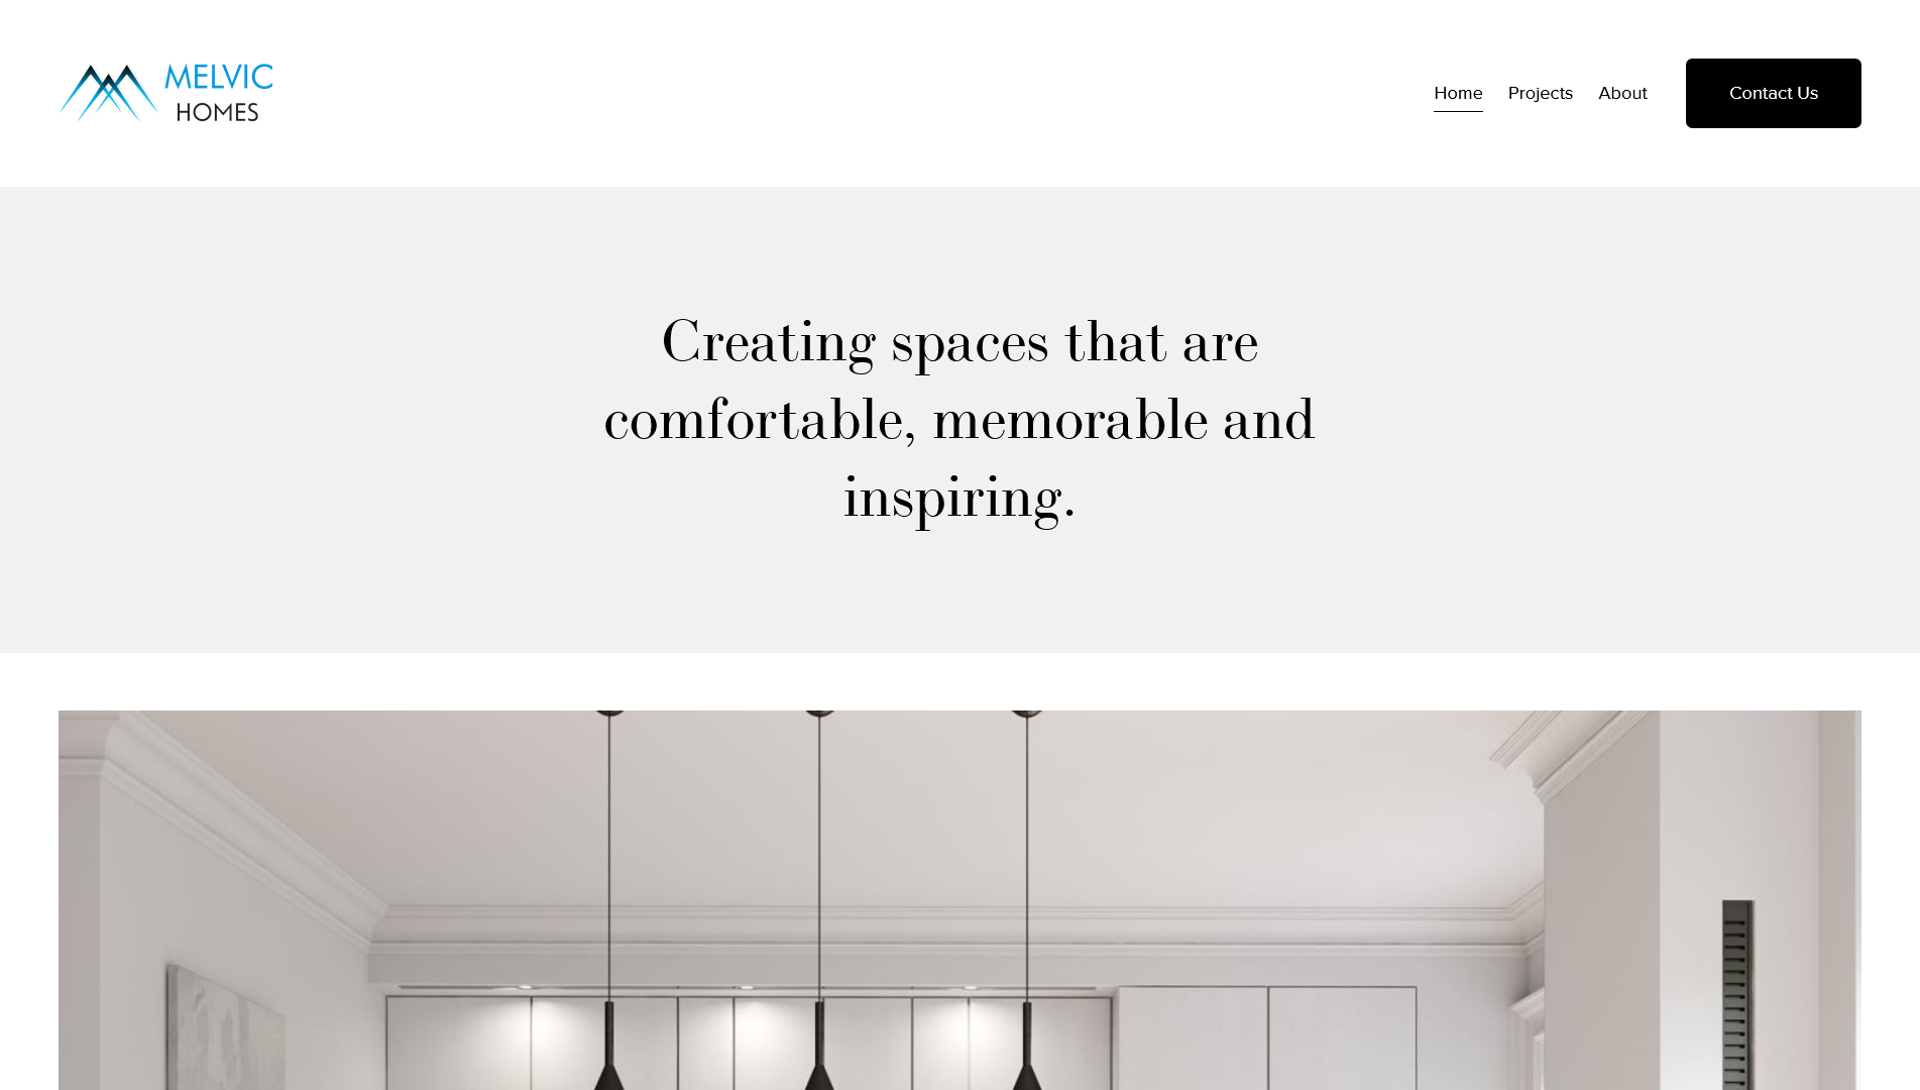 MELVIC
HOMES
Home
Projects
About
Contact Us
Creating spaces that are
comfortable, memorable and
inspiring.